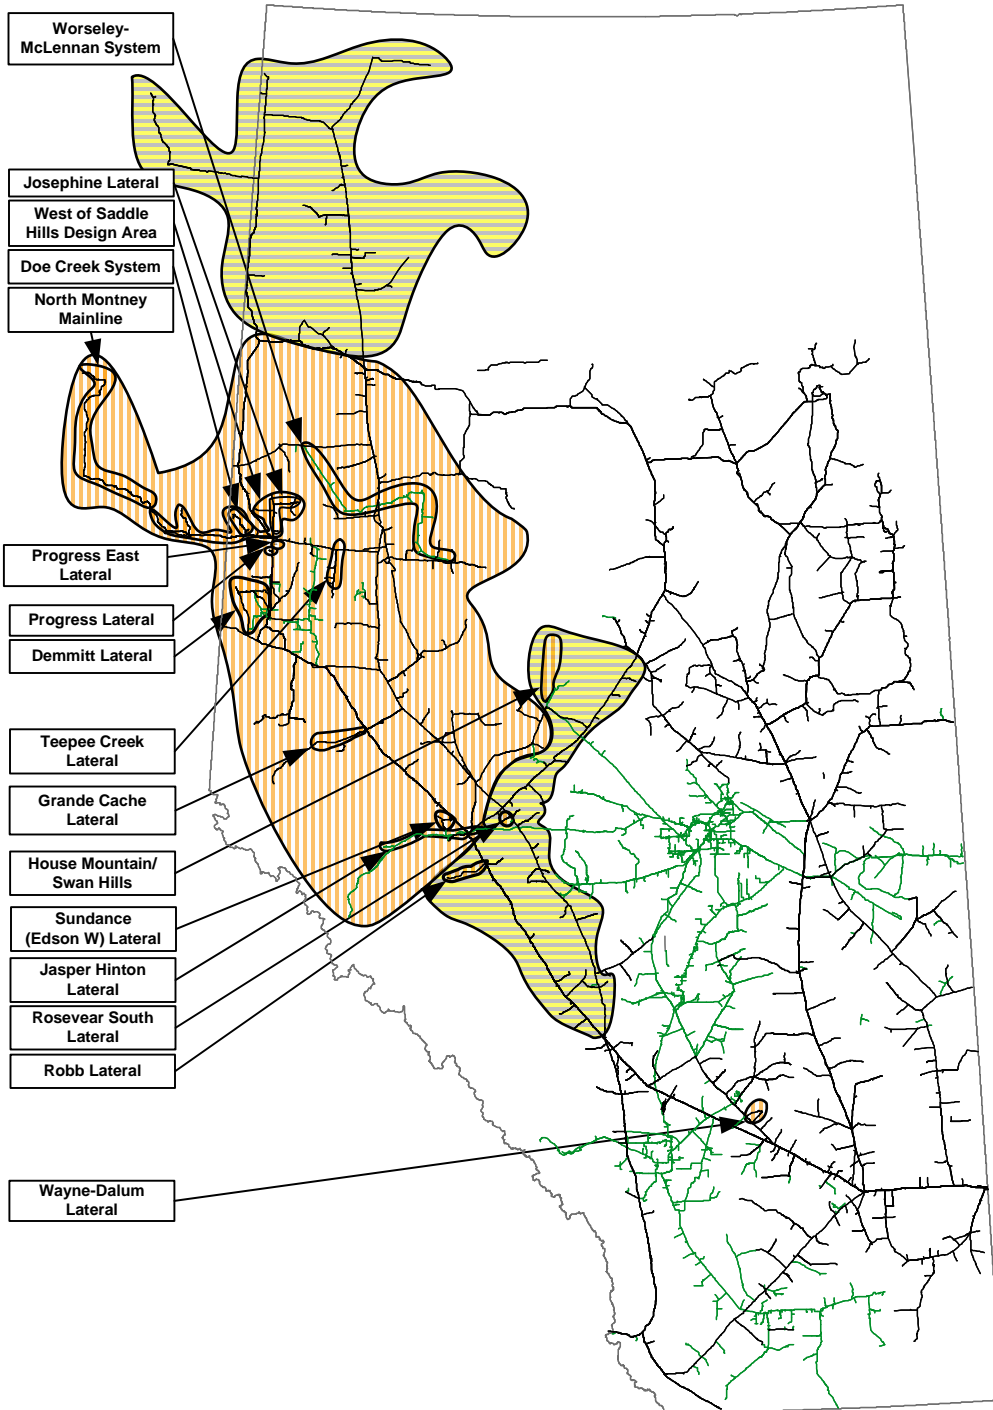 Worseley-
McLennan System
Josephine Lateral
West of Saddle
Hills Design Area
Doe Creek System
North Montney
Mainline
Progress East
Lateral
Progress Lateral
Demmitt Lateral
Teepee Creek
Lateral
Grande Cache
Lateral
House Mountain/
Swan Hills
Sundance
(Edson W) Lateral
Jasper Hinton
Lateral
Rosevear South
Lateral
Robb Lateral
Wayne-Dalum
Lateral